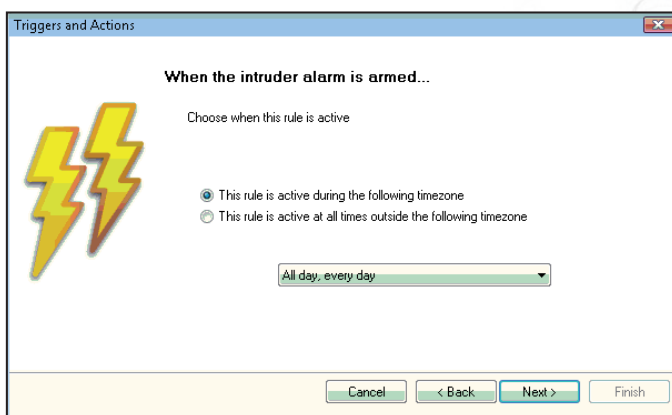 Triggers and Actions
When the intruder alarm is armed...
Choose when this rule is active
This rule is active during the following timezone
This rule is active at all times outside the following timezone
All day, every day
Cancel
< Back
Next >
Finish